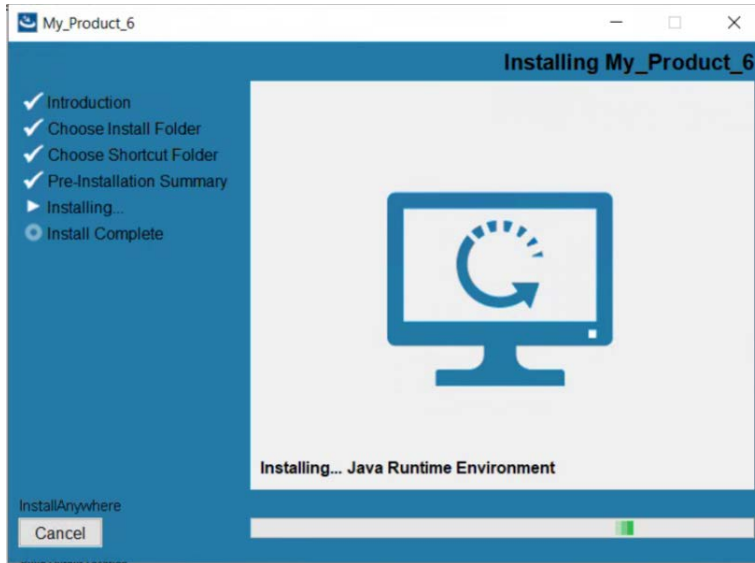 My_Product_6
Installing My_Product_6
Introduction
Choose Install Folder
Choose Shortcut Folder
Pre-Installation Summary
Installing...
Install Complete
Installing... Java Runtime Environment
InstallAnywhere
Cancel